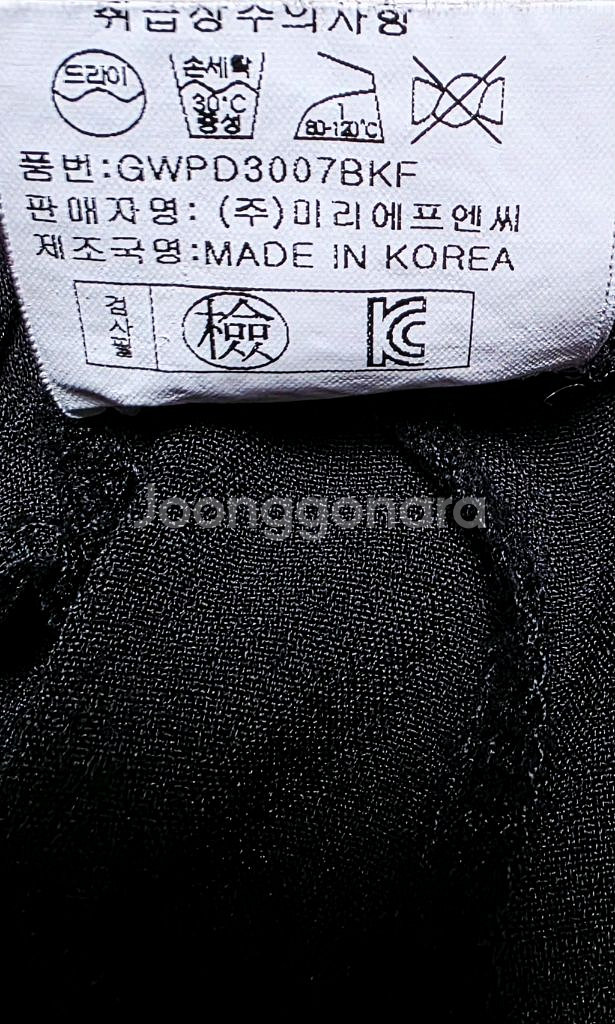 취급상주의사항
드라이
손세탁
30°C
중성
1
80-120°C
품번:GWPD3007BKF
판매자명: (주)미리에프엔씨
제조국명:MADE IN KOREA
검사필
檢
KC
Joonggonara